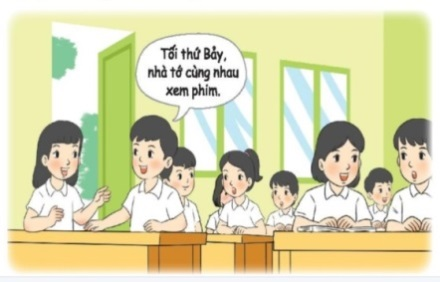 Tối thứ Bảy,
nhà tớ cùng nhau
xem phim.